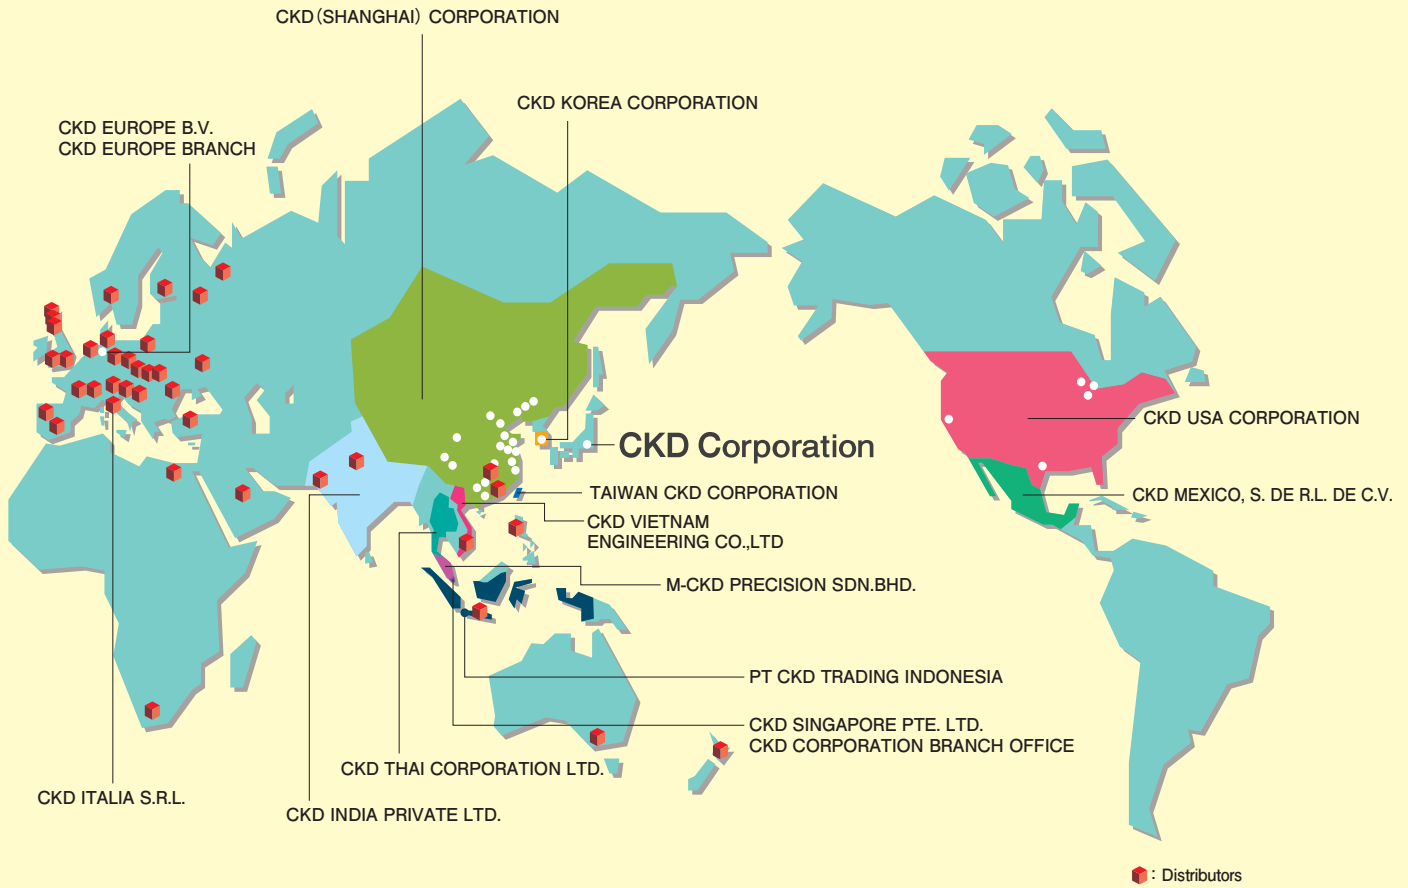 CKD(SHANGHAI) CORPORATION
CKD KOREA CORPORATION
CKD EUROPE B.V.
CKD EUROPE BRANCH
CKD USA CORPORATION
CKD Corporation
TAIWAN CKD CORPORATION
CKD MEXICO, S. DE R.L. DE C.V.
CKD VIETNAM
ENGINEERING CO.,LTD
M-CKD PRECISION SDN.BHD.
PT CKD TRADING INDONESIA
CKD SINGAPORE PTE. LTD.
CKD CORPORATION BRANCH OFFICE
CKD THAI CORPORATION LTD.
CKD ITALIA S.R.L.
CKD INDIA PRIVATE LTD.
: Distributors